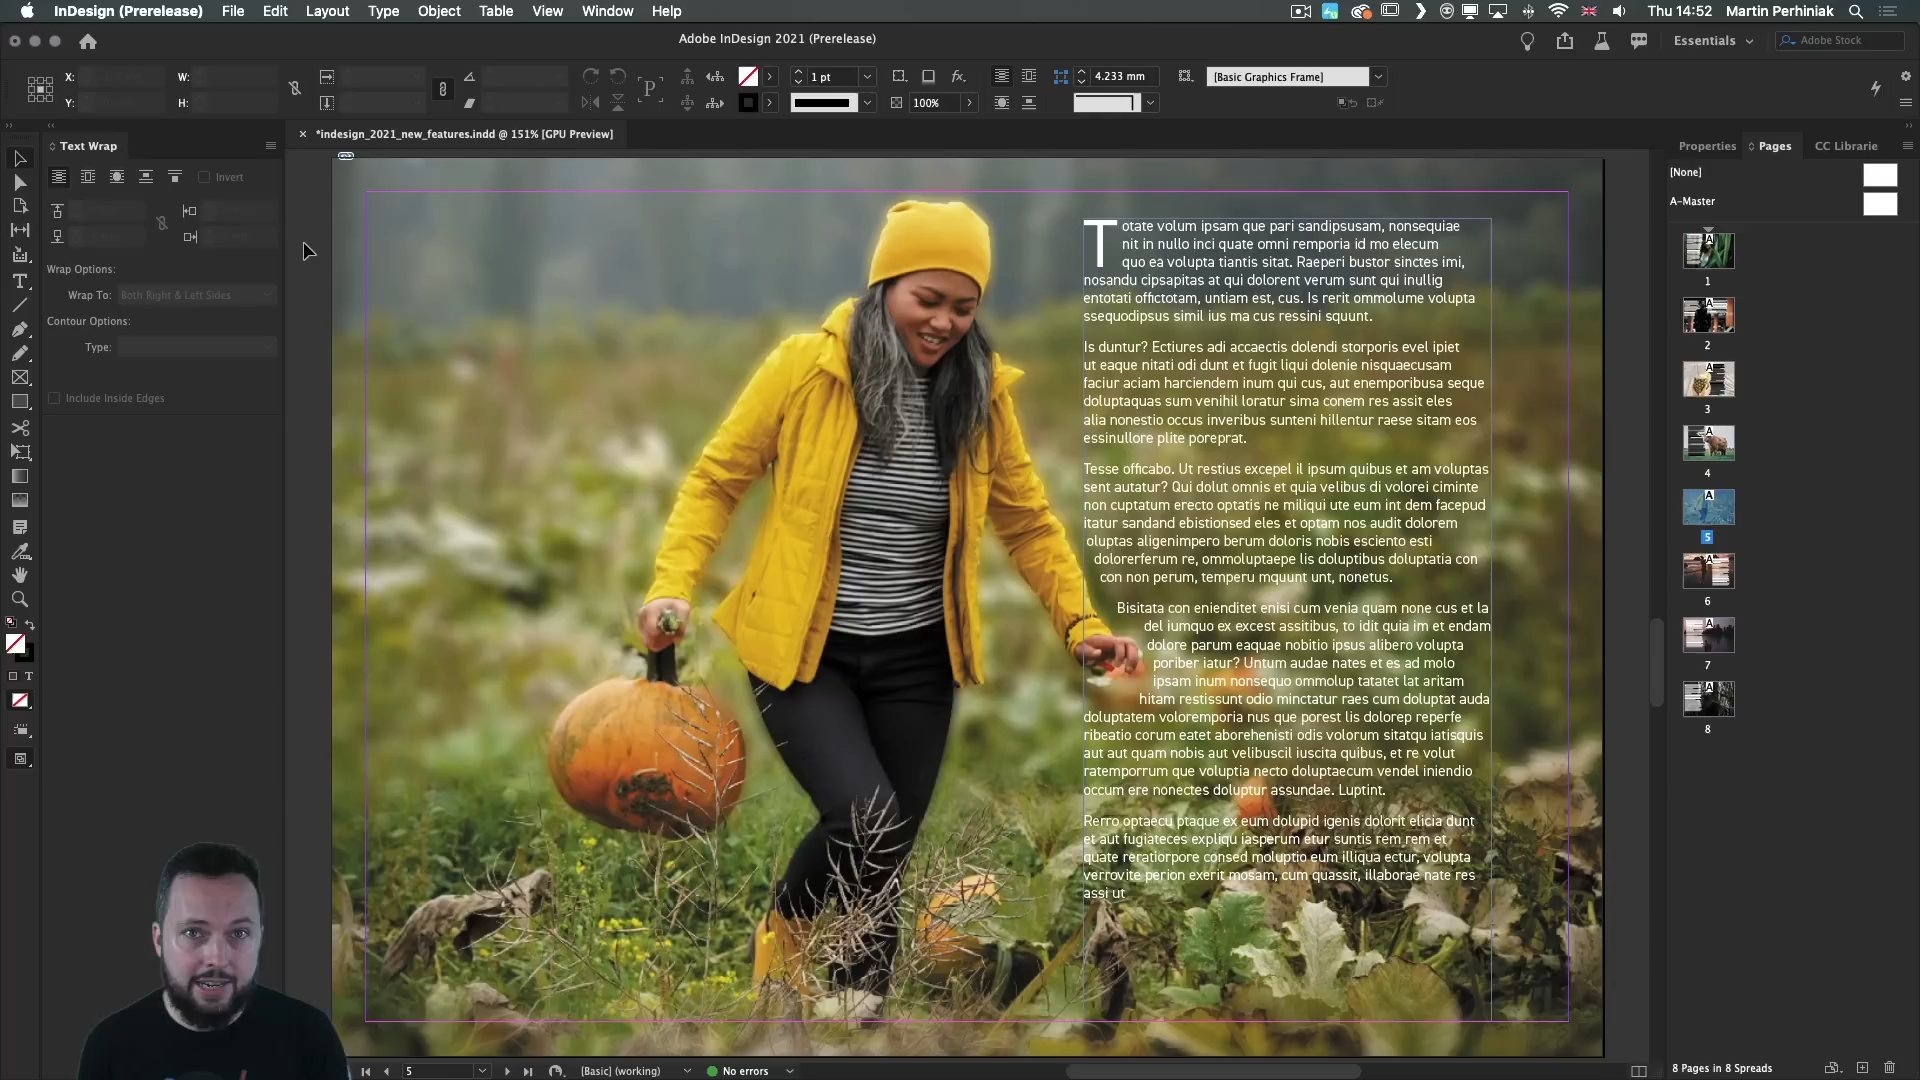 InDesign (Prerelease) File Edit Layout Type Object Table View Window Help
Thu 14:52 Martin Perhiniak
Adobe InDesign 2021 (Prerelease)
Essentials
Adobe Stock
X: W:
Y: H:
1 pt
fx.
4.233 mm
[Basic Graphics Frame]
P
100%
*indesign_2021_new_features.indd @ 151% [GPU Preview]
Text Wrap
Invert
Wrap Options:
Wrap To: Both Right & Left Sides
Contour Options:
Type:
Include Inside Edges
T
T
Properties Pages CC Librarie
[None]
A-Master
A
1
A
2
A
3
A
4
A
5
A
6
A
7
A
8
Totate volum ipsam que pari sandipsusam, nonsequiae
nit in nullo inci quate omni remporia id mo elecum
quo ea volupta tiantis sitat. Raeperi bustor sinctes imi,
nosandu cipsapitas at qui dolorent verum sunt qui inullig
entotati offictotam, untiam est, cus. Is rerit ommolume volupta
ssequodipsus simil ius ma cus ressini squnt.
Is duntur? Ectiures adi accaectis dolendi storporis evel ipiet
ut eaque nitati odi dunt et fugit liqui dolenie nisquaecusam
faciur aciam harciendem inum qui cus, aut enemporibusa seque
doluptaquas sum venihil loratur sima conem res assit eles
alia nonestio occus inveribus sunteni hillentur raese sitam eos
essinullore plite poreprat.
Tesse officabo. Ut restius excepel il ipsum quibus et am voluptas
sent autatur? Qui dolut omnis et quia velibus di volorei ciminte
non cuptatum erecto optatis ne miliqui ute eum int dem facepud
itatur sandand ebistionsed eles et optam nos audit dolorem
oluptas aligenimpero berum doloris nobis esciento esti
dolorerferum re, ommoluptaepe lis doluptibus doluptatia con
con non perum, temperu mquunt unt, nonetus.
Bisitata con enienditet enisi cum venia quam none cus et la
del iumquo ex excest assitibus, to idit quia im et endam
dolore parum eaquae nobitio ipsus alibero volupta
poriber iatur? Untum audae nates et es ad molo
ipsam inum nonsequo ommolup tatatet lat aritam
hitam restissunt odio minctatur raes cum doluptat auda
doluptatem voloremporia nus que porest lis dolorep reperfe
ribeatio corum eatet aborehenisti odis volorum sitatqu iatisquis
aut aut quam nobis aut velibuscil iuscita quibus, et re volut
ratemporrum que voluptia necto doluptaecum vendel iniendio
occum ere nonectes doluptur assundae. Luptint.
Rerro optaecu ptaque ex eum dolupid igenis dolorit elicia dunt
et aut fugiateces expliqu iasperum etur suntis rem rem et
quate reratiorpore consed moluptio eum illiqua ectur, volupta
verrovite perion exerit mosam, cum quassit, illaborae nate res
assi ut
5
[Basic] (working)
No errors
8 Pages in 8 Spreads